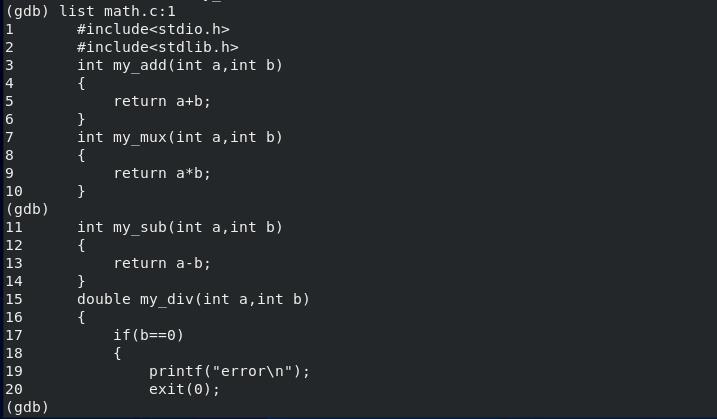 (gdb) list math.c:1
1       #include<stdio.h>
2       #include<stdlib.h>
3       int my_add(int a,int b)
4       {
5           return a+b;
6       }
7       int my_mux(int a,int b)
8       {
9           return a*b;
10      }
(gdb)
11      int my_sub(int a,int b)
12      {
13          return a-b;
14      }
15      double my_div(int a,int b)
16      {
17          if(b==0)
18          {
19              printf("error\n");
20              exit(0);
(gdb)